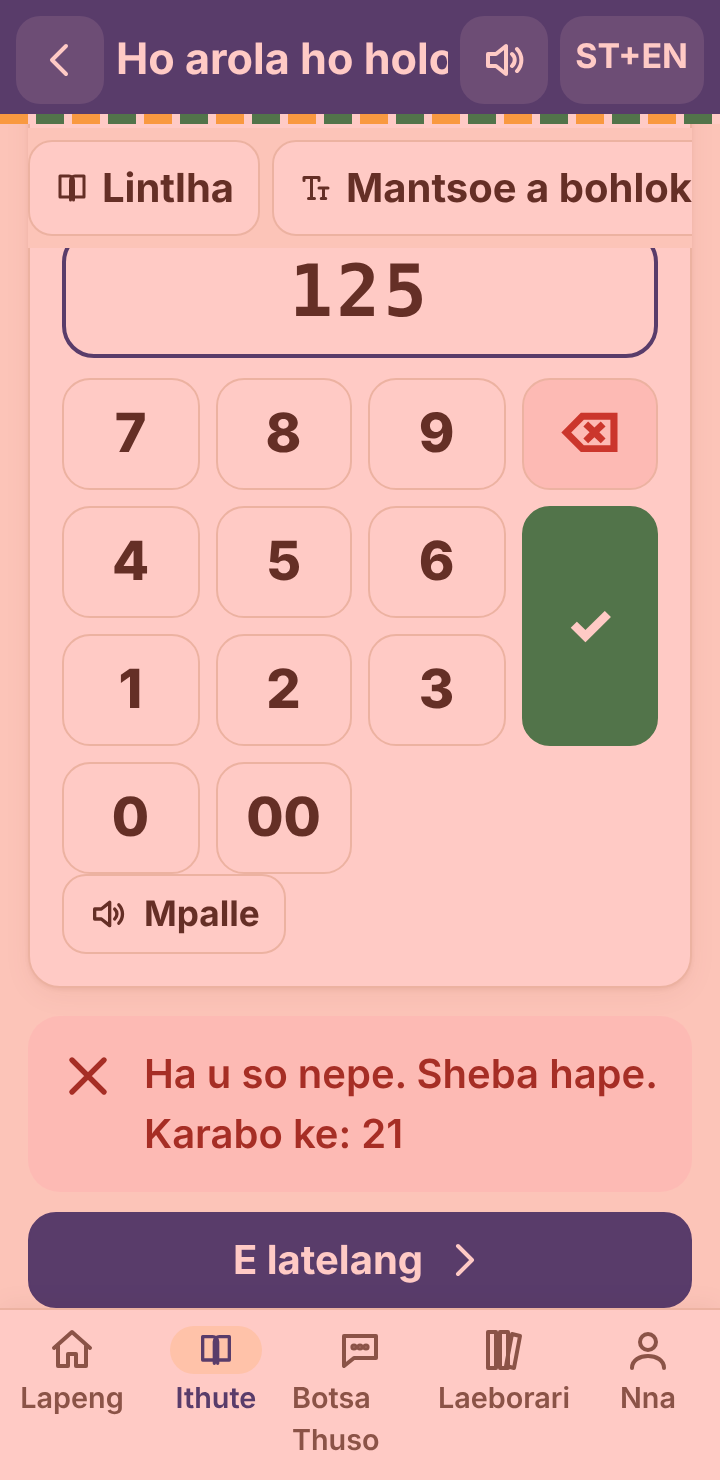 Ho arola ho holo
ST+EN
Lintlha
Mantsoe a bohlok
125
7 8 9
4 5 6
1 2 3
0 00
Mpalle
Ha u so nepe. Sheba hape.
Karabo ke: 21
E latelang
Lapeng
Ithute
Botsa
Thuso
Laeborari
Nna